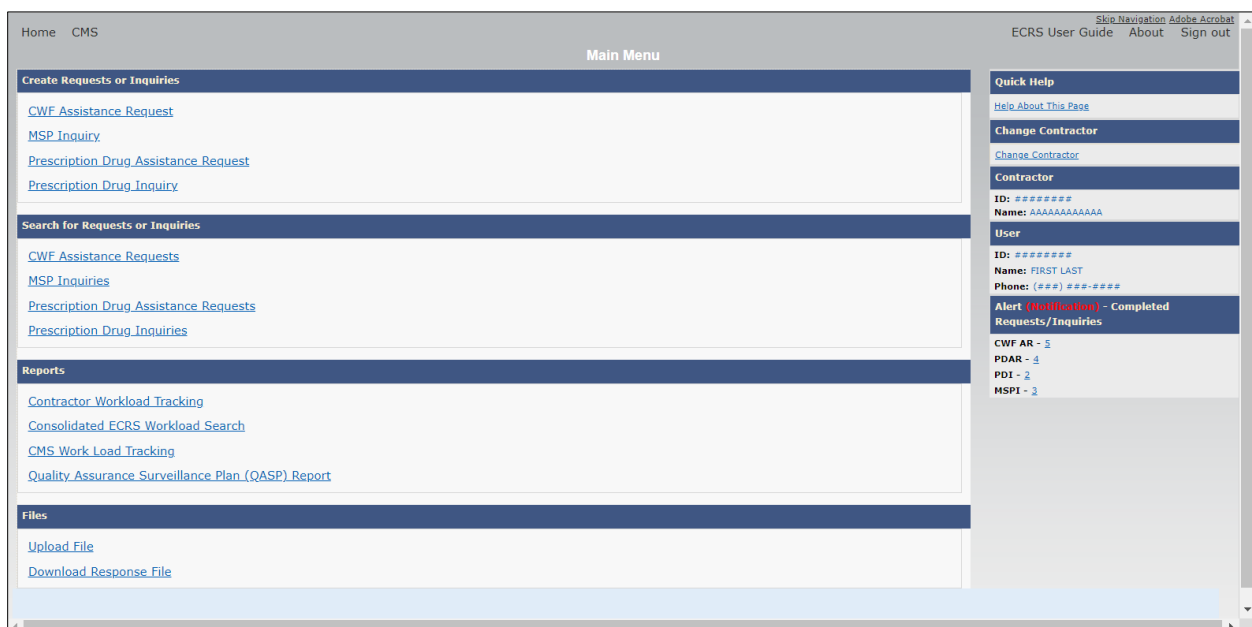 Skip Navigation Adobe Acrobat
Home CMS ECRS User Guide About Sign out
Main Menu
Create Requests or Inquiries
CWF Assistance Request
MSP Inquiry
Prescription Drug Assistance Request
Prescription Drug Inquiry
Search for Requests or Inquiries
CWF Assistance Requests
MSP Inquiries
Prescription Drug Assistance Requests
Prescription Drug Inquiries
Reports
Contractor Workload Tracking
Consolidated ECRS Workload Search
CMS Work Load Tracking
Quality Assurance Surveillance Plan (QASP) Report
Files
Upload File
Download Response File
Quick Help
Help About This Page
Change Contractor
Change Contractor
Contractor
ID: ########
Name: AAAAAAAAAAAA
User
ID: ########
Name: FIRST LAST
Phone: (###) ###-####
Alert (Notification) - Completed
Requests/Inquiries
CWF AR - 5
PDAR - 4
PDI - 2
MSPI - 3